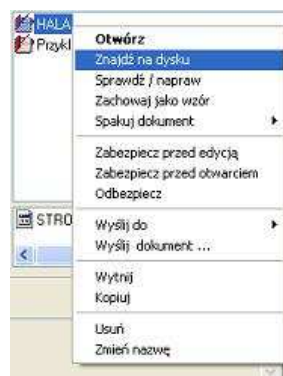 HALA
Przykł
Otwórz
Znajdź na dysku
Sprawdź / napraw
Zachowaj jako wzór
Spakuj dokument
Zabezpiecz przed edycją
Zabezpiecz przed otwarciem
Odbezpiecz
STRO
Wyślij do
Wyślij dokument ...
Wytnij
Kopiuj
Usuń
Zmień nazwę